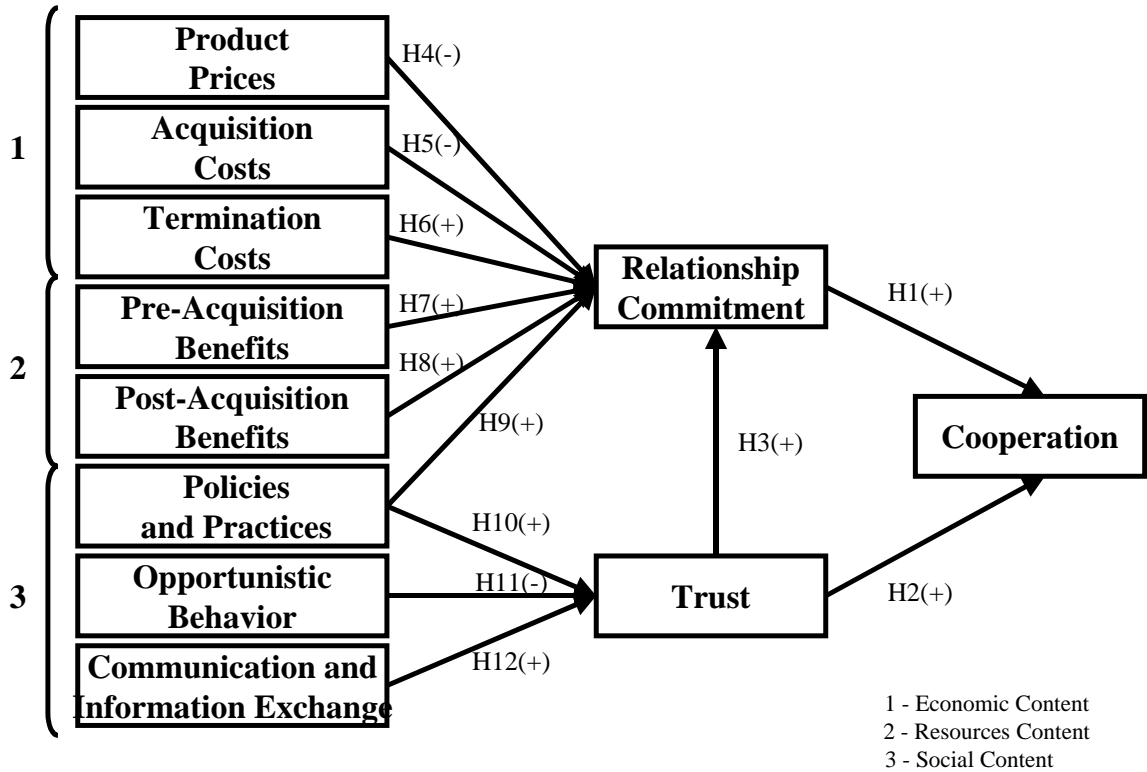 Product
Prices
H4(-)
1
Acquisition
Costs
H5(-)
Termination
Costs
H6(+)
Relationship
Commitment
H1(+)
2
Pre-Acquisition
Benefits
H7(+)
Post-Acquisition
Benefits
H8(+)
H9(+)
H3(+)
Cooperation
3
Policies
and Practices
H10(+)
Opportunistic
Behavior
H11(-)
Trust
H2(+)
Communication and
Information Exchange
H12(+)
1 - Economic Content
2 - Resources Content
3 - Social Content